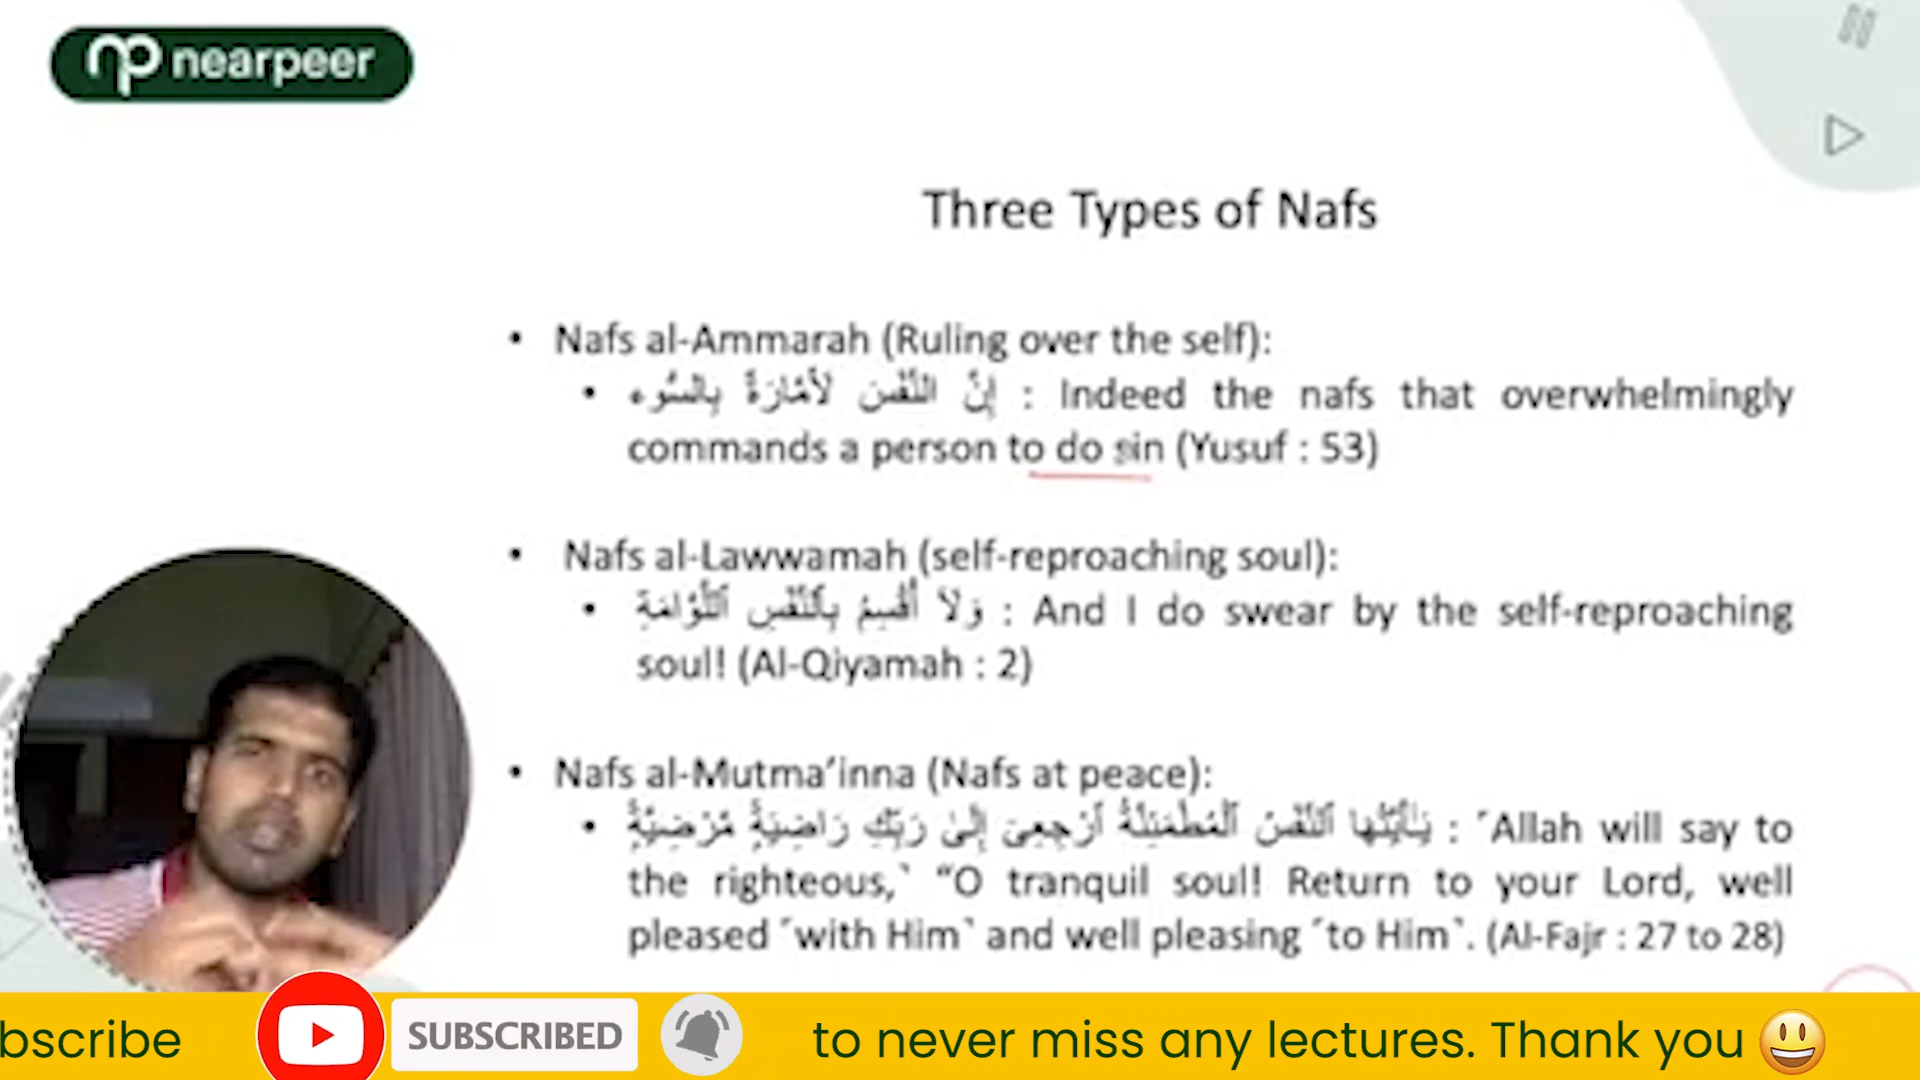 nearpeer
Three Types of Nafs
• Nafs al-Ammarah (Ruling over the self):
• إِنَّ النَّفْسَ لَأَمَّارَةٌ بِالسُّوءِ : Indeed the nafs that overwhelmingly
commands a person to do sin (Yusuf : 53)
• Nafs al-Lawwamah (self-reproaching soul):
• وَلَآ أُقْسِمُ بِٱلنَّفْسِ ٱللَّوَّامَةِ : And I do swear by the self-reproaching
soul! (Al-Qiyamah : 2)
• Nafs al-Mutma’inna (Nafs at peace):
• يَـٰٓأَيَّتُهَا ٱلنَّفْسُ ٱلْمُطْمَئِنَّةُ ٱرْجِعِىٓ إِلَىٰ رَبِّكِ رَاضِيَةً مَّرْضِيَّةً : ˹Allah will say to
the righteous,˺ “O tranquil soul! Return to your Lord, well
pleased ˹with Him˺ and well pleasing ˹to Him˺. (Al-Fajr : 27 to 28)
bscribe SUBSCRIBED to never miss any lectures. Thank you 😃